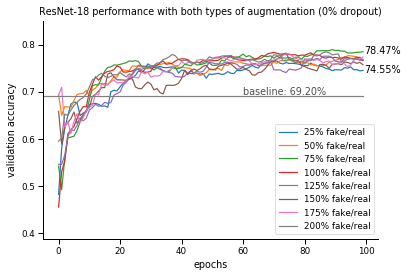 ResNet-18 performance with both types of augmentation (0% dropout)
0.8
0.7
0.6
0.5
0.4
validation accuracy
78.47%
74.55%
baseline: 69.20%
25% fake/real
50% fake/real
75% fake/real
100% fake/real
125% fake/real
150% fake/real
175% fake/real
200% fake/real
0 20 40 60 80 100
epochs